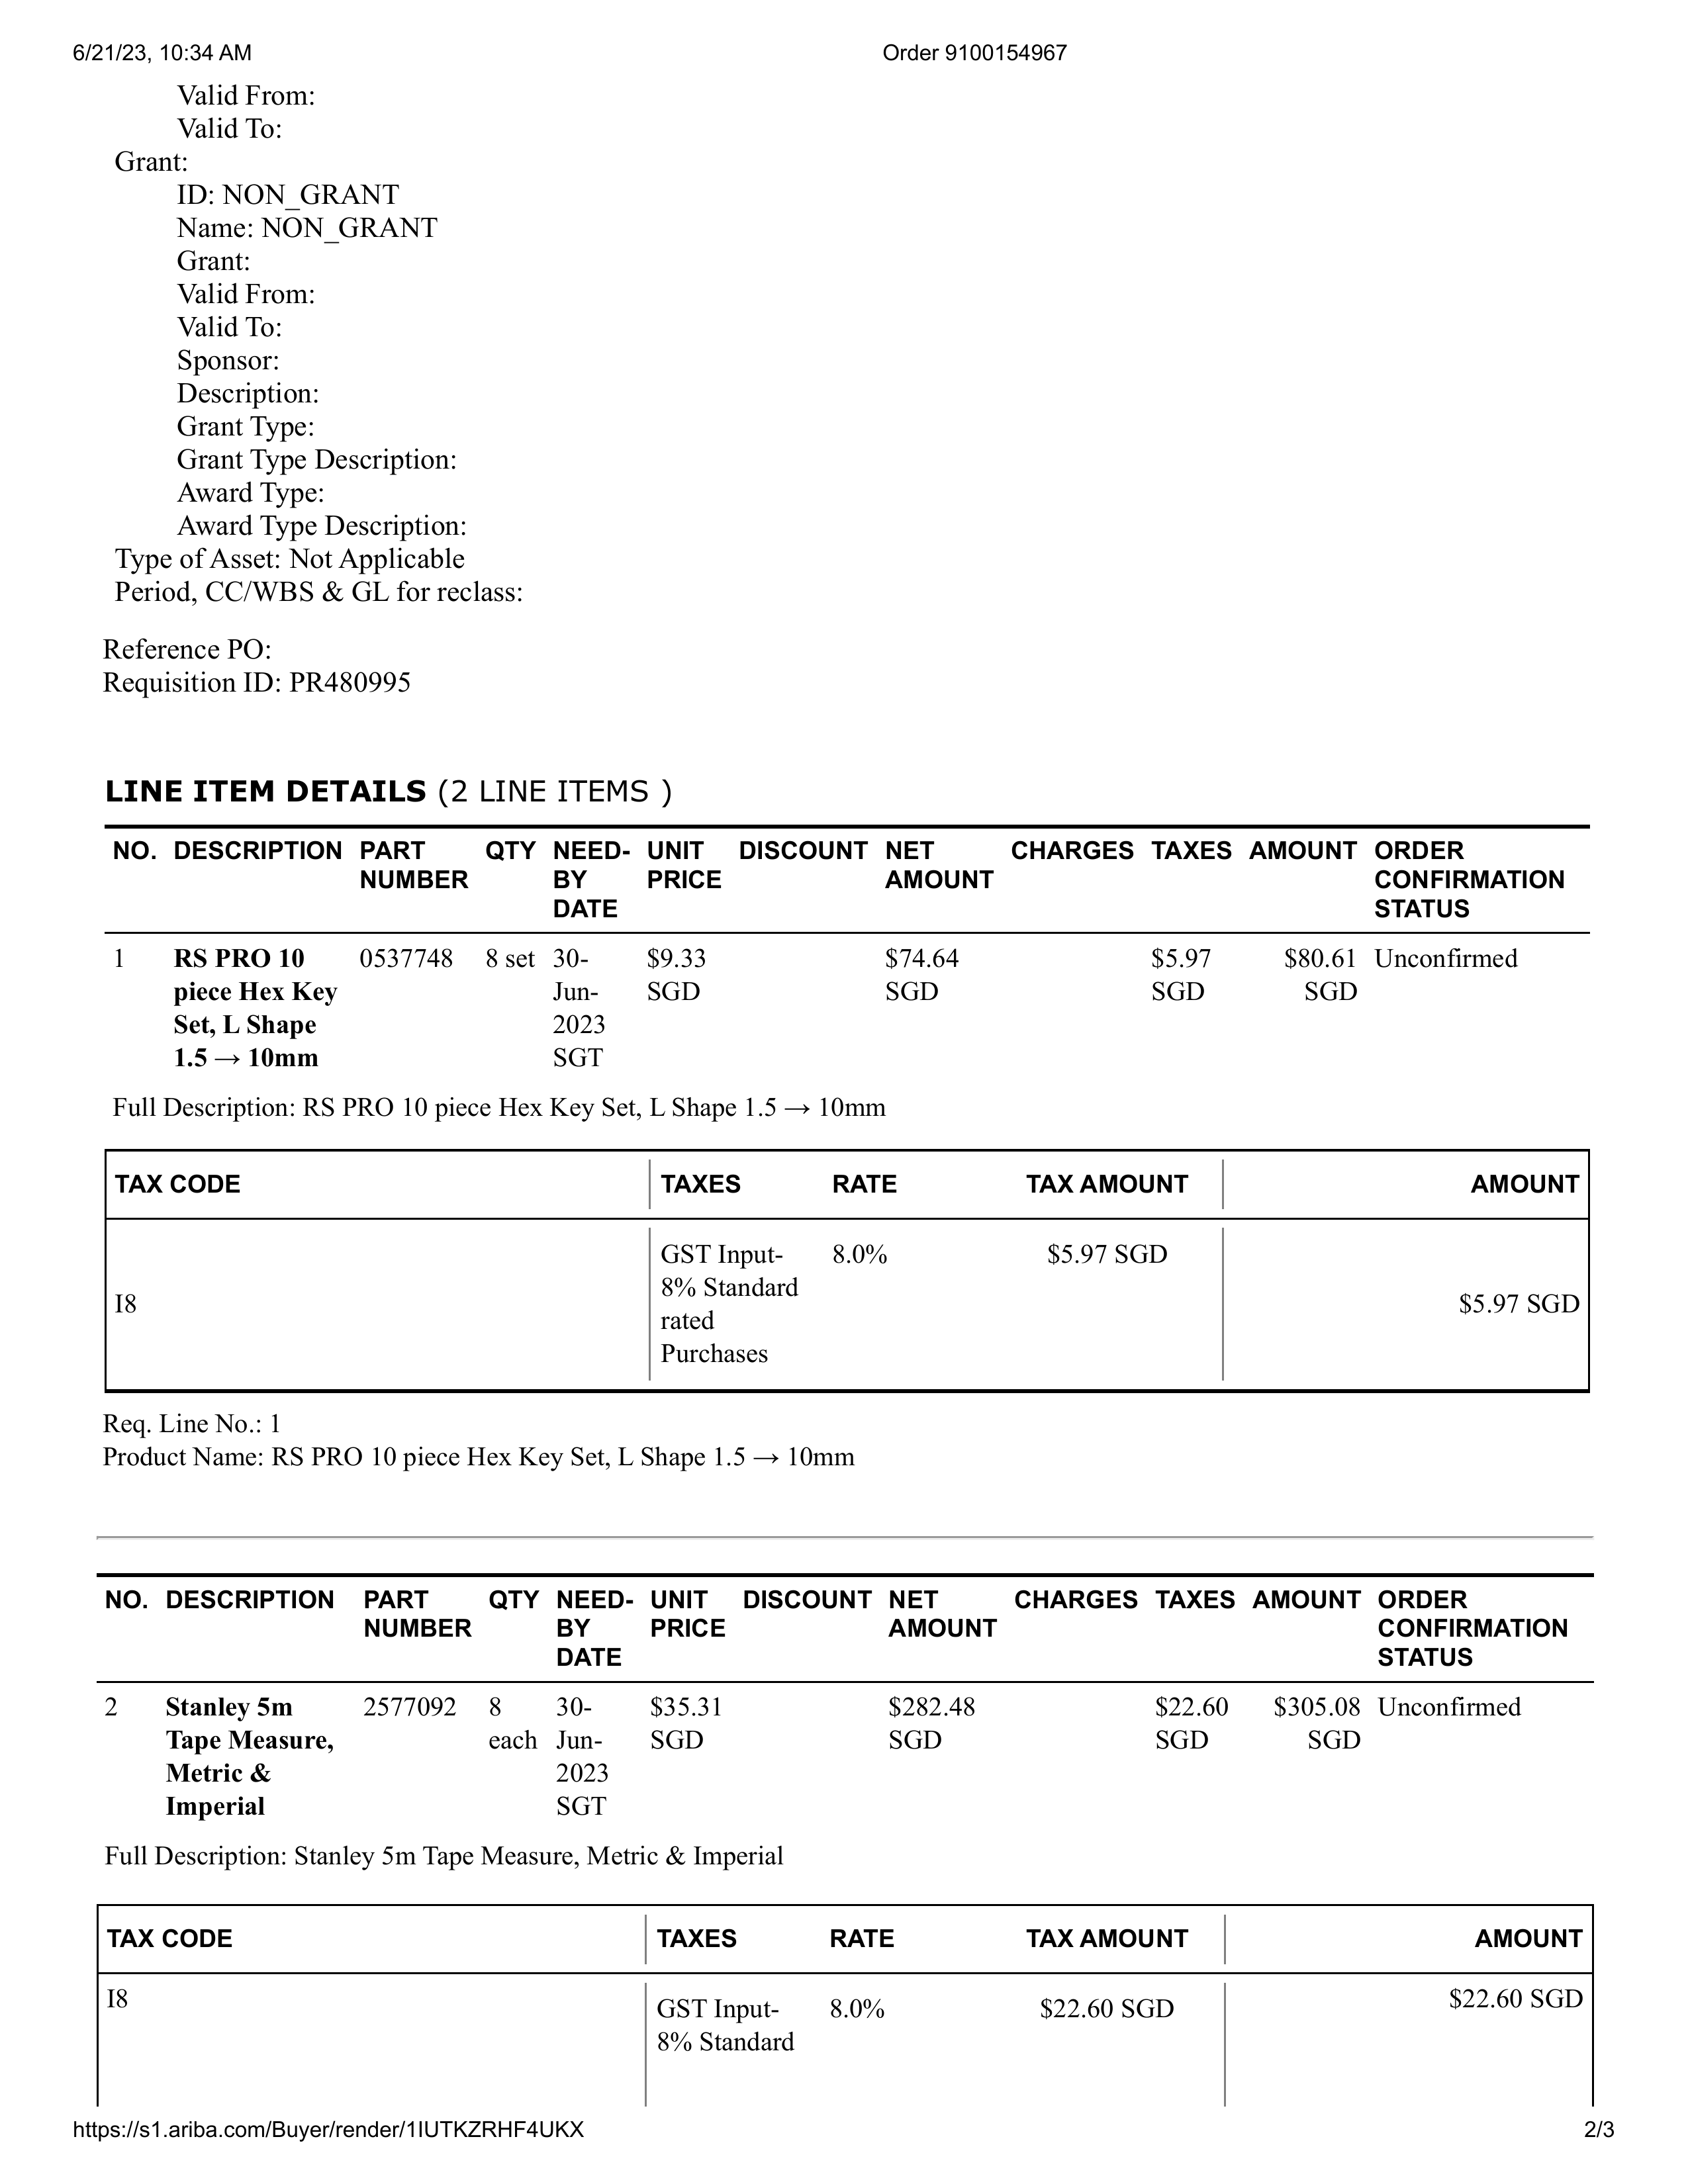 6/21/23, 10:34 AM Order 9100154967
Valid From:
Valid To:
Grant:
ID: NON_GRANT
Name: NON_GRANT
Grant:
Valid From:
Valid To:
Sponsor:
Description:
Grant Type:
Grant Type Description:
Award Type:
Award Type Description:
Type of Asset: Not Applicable
Period, CC/WBS & GL for reclass:
Reference PO:
Requisition ID: PR480995
LINE ITEM DETAILS (2 LINE ITEMS )
NO. DESCRIPTION PART QTY NEED- UNIT DISCOUNT NET CHARGES TAXES AMOUNT ORDER
NUMBER BY PRICE AMOUNT CONFIRMATION
DATE STATUS
1 RS PRO 10 0537748 8 set 30- $9.33 $74.64 $5.97 $80.61 Unconfirmed
piece Hex Key Jun- SGD SGD SGD SGD
Set, L Shape 2023
1.5 → 10mm SGT
Full Description: RS PRO 10 piece Hex Key Set, L Shape 1.5 → 10mm
TAX CODE TAXES RATE TAX AMOUNT AMOUNT
GST Input- 8.0% $5.97 SGD
8% Standard
I8 $5.97 SGD
rated
Purchases
Req. Line No.: 1
Product Name: RS PRO 10 piece Hex Key Set, L Shape 1.5 → 10mm
NO. DESCRIPTION PART QTY NEED- UNIT DISCOUNT NET CHARGES TAXES AMOUNT ORDER
NUMBER BY PRICE AMOUNT CONFIRMATION
DATE STATUS
2 Stanley 5m 2577092 8 30- $35.31 $282.48 $22.60 $305.08 Unconfirmed
Tape Measure, each Jun- SGD SGD SGD SGD
Metric & 2023
Imperial SGT
Full Description: Stanley 5m Tape Measure, Metric & Imperial
TAX CODE TAXES RATE TAX AMOUNT AMOUNT
I8 GST Input- 8.0% $22.60 SGD $22.60 SGD
8% Standard
https://s1.ariba.com/Buyer/render/1IUTKZRHF4UKX 2/3